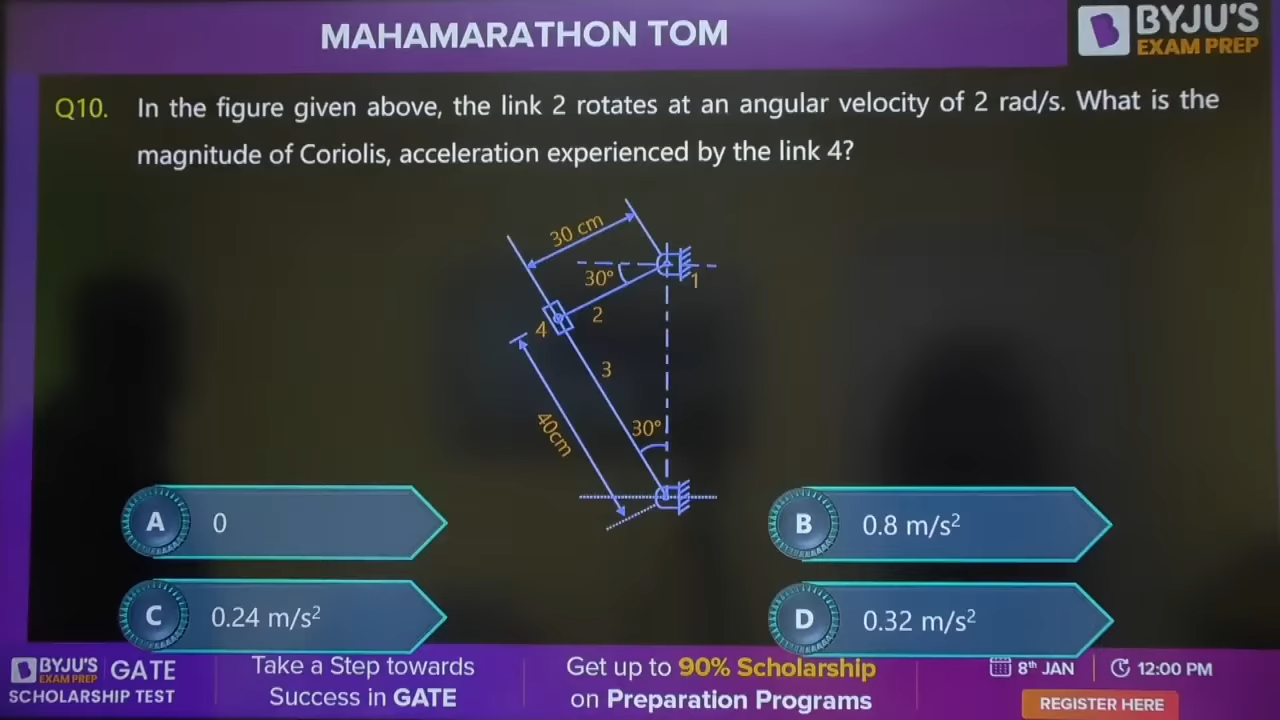 MAHAMARATHON TOM
BYJU'S
EXAM PREP
Q10. In the figure given above, the link 2 rotates at an angular velocity of 2 rad/s. What is the
magnitude of Coriolis, acceleration experienced by the link 4?
30 cm
30°
1
2
4
3
40cm
30°
A 0
B 0.8 m/s²
C 0.24 m/s²
D 0.32 m/s²
BYJU'S
EXAM PREP
GATE
SCHOLARSHIP TEST
Take a Step towards
Success in GATE
Get up to 90% Scholarship
on Preparation Programs
8th JAN
12:00 PM
REGISTER HERE